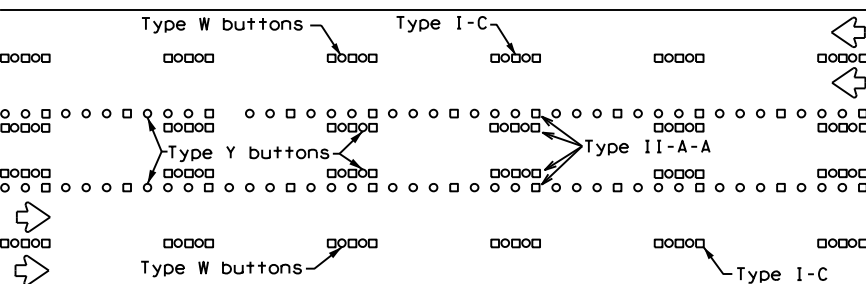 Type W buttons
Type I-C
Type Y buttons
Type II-A-A
Type W buttons
Type I-C